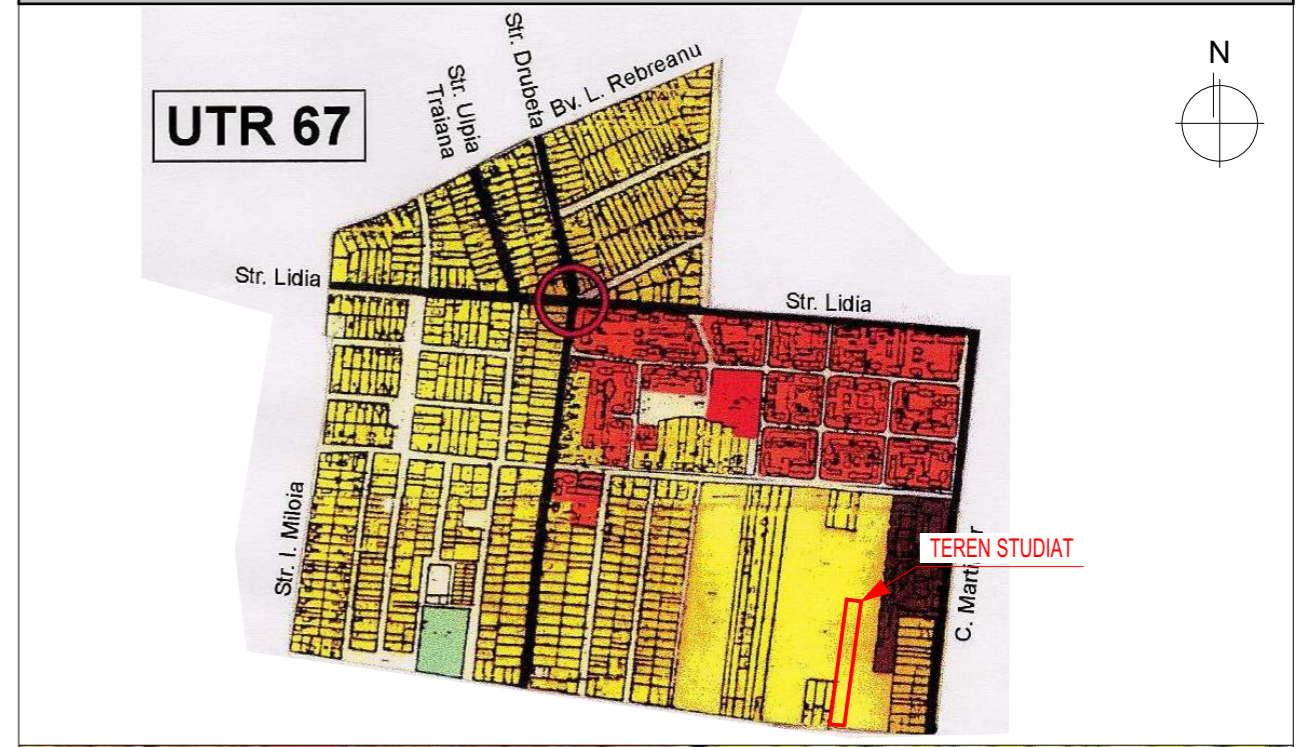 N
UTR 67
Str. Ulpia
Traiana
Str. Drubeta
Bv. L. Rebreanu
Str. Lidia
Str. Lidia
Str. I. Miloia
TEREN STUDIAT
C.